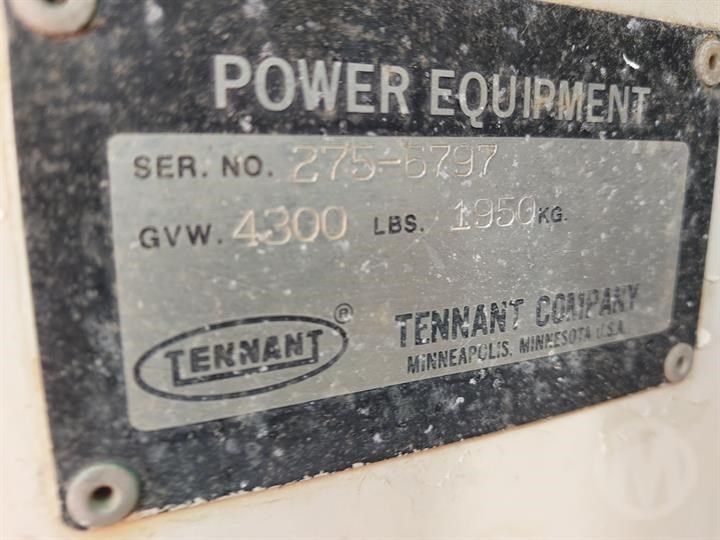 POWER EQUIPMENT
SER. NO. 275-6797
GVW. 4300 LBS. 1950 KG.
TENNANT ®
TENNANT COMPANY
MINNEAPOLIS, MINNESOTA U.S.A.